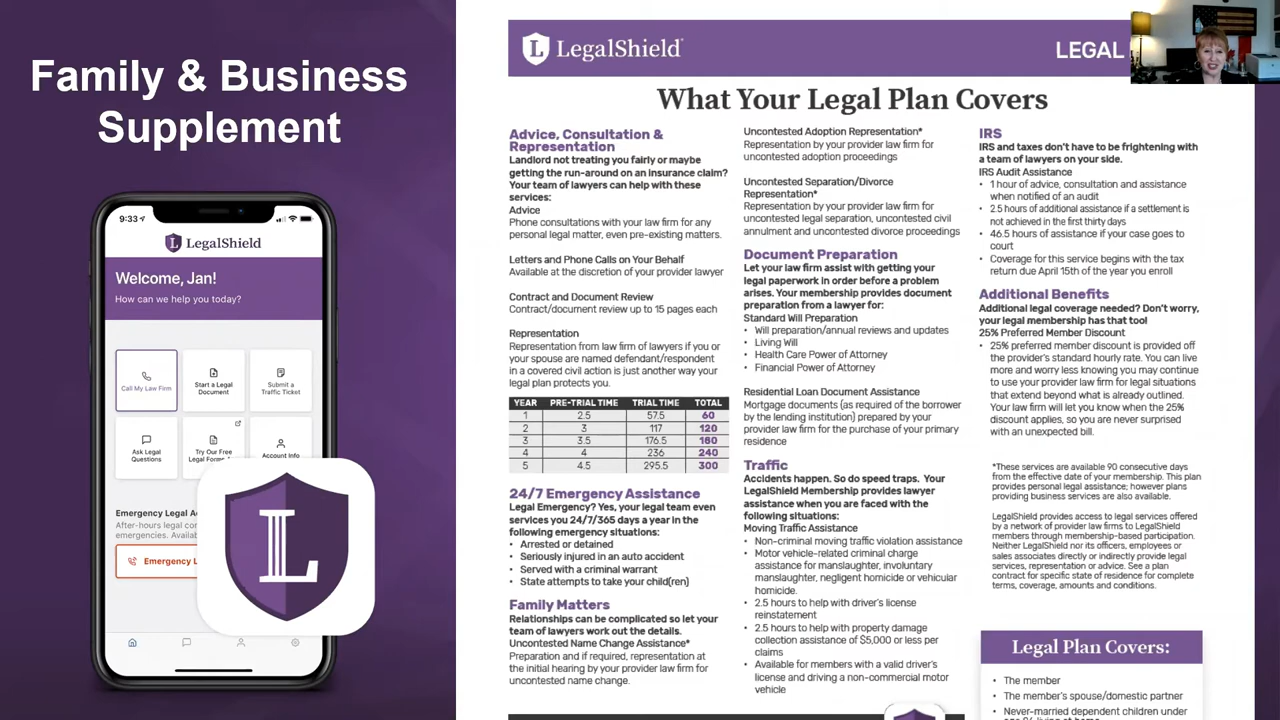 Family & Business
Supplement
9:33
LegalShield
Welcome, Jan!
How can we help you today?
Call My Law Firm
Start a Legal
Document
Submit a
Traffic Ticket
Ask Legal
Questions
Try Our Free
Legal Forms
Account Info
Emergency Legal
After-hours legal
emergencies.
Emergency
L
LegalShield
LEGAL
What Your Legal Plan Covers
Advice, Consultation &
Representation
Landlord not treating you fairly or maybe
getting the run-around on an insurance claim?
Your team of lawyers can help with these
services:
Advice
Phone consultations with your law firm for any
personal legal matter, even pre-existing matters.
Letters and Phone Calls on Your Behalf
Available at the discretion of your provider lawyer
Contract and Document Review
Contract/document review up to 15 pages each
Representation
Representation from law firm of lawyers if you or
your spouse are named defendant/respondent
in a covered civil action is just another way your
legal plan protects you.
YEAR PRE-TRIAL TIME TRIAL TIME TOTAL
1 2.5 57.5 60
2 3 117 120
3 3.5 176.5 180
4 4 236 240
5 4.5 295.5 300
24/7 Emergency Assistance
Legal Emergency? Yes, your legal team even
services you 24/7/365 days a year in the
following emergency situations:
• Arrested or detained
• Seriously injured in an auto accident
• Served with a criminal warrant
• State attempts to take your child(ren)
Family Matters
Relationships can be complicated so let your
team of lawyers work out the details.
Uncontested Name Change Assistance*
Preparation and if required, representation at
the initial hearing by your provider law firm for
uncontested name change.
Uncontested Adoption Representation*
Representation by your provider law firm for
uncontested adoption proceedings
Uncontested Separation/Divorce
Representation*
Representation by your provider law firm for
uncontested legal separation, uncontested civil
annulment and uncontested divorce proceedings
Document Preparation
Let your law firm assist with getting your
legal paperwork in order before a problem
arises. Your membership provides document
preparation from a lawyer for:
Standard Will Preparation
• Will preparation/annual reviews and updates
• Living Will
• Health Care Power of Attorney
• Financial Power of Attorney
Residential Loan Document Assistance
Mortgage documents (as required of the borrower
by the lending institution) prepared by your
provider law firm for the purchase of your primary
residence
Traffic
Accidents happen. So do speed traps. Your
LegalShield Membership provides lawyer
assistance when you are faced with the
following situations:
Moving Traffic Assistance
• Non-criminal moving traffic violation assistance
• Motor vehicle-related criminal charge
assistance for manslaughter, involuntary
manslaughter, negligent homicide or vehicular
homicide.
• 2.5 hours to help with driver's license
reinstatement
• 2.5 hours to help with property damage
collection assistance of $5,000 or less per
claims
• Available for members with a valid driver's
license and driving a non-commercial motor
vehicle
IRS
IRS and taxes don't have to be frightening with
a team of lawyers on your side.
IRS Audit Assistance
• 1 hour of advice, consultation and assistance
when notified of an audit
• 2.5 hours of additional assistance if a settlement is
not achieved in the first thirty days
• 46.5 hours of assistance if your case goes to
court
• Coverage for this service begins with the tax
return due April 15th of the year you enroll
Additional Benefits
Additional legal coverage needed? Don't worry,
your legal membership has that tool
25% Preferred Member Discount
• 25% preferred member discount is provided off
the provider's standard hourly rate. You can live
more and worry less knowing you may continue
to use your provider law firm for legal situations
that extend beyond what is already outlined.
Your law firm will let you know when the 25%
discount applies, so you are never surprised
with an unexpected bill.
*These services are available 90 consecutive days
from the effective date of your membership. This plan
provides personal legal assistance; however plans
providing business services are also available.
LegalShield provides access to legal services offered
by a network of provider law firms to LegalShield
members through membership-based participation.
Neither LegalShield nor its officers, employees or
sales associates directly or indirectly provide legal
services, representation or advice. See a plan
contract for specific state of residence for complete
terms, coverage, amounts and conditions.
Legal Plan Covers:
• The member
• The member's spouse/domestic partner
• Never-married dependent children under